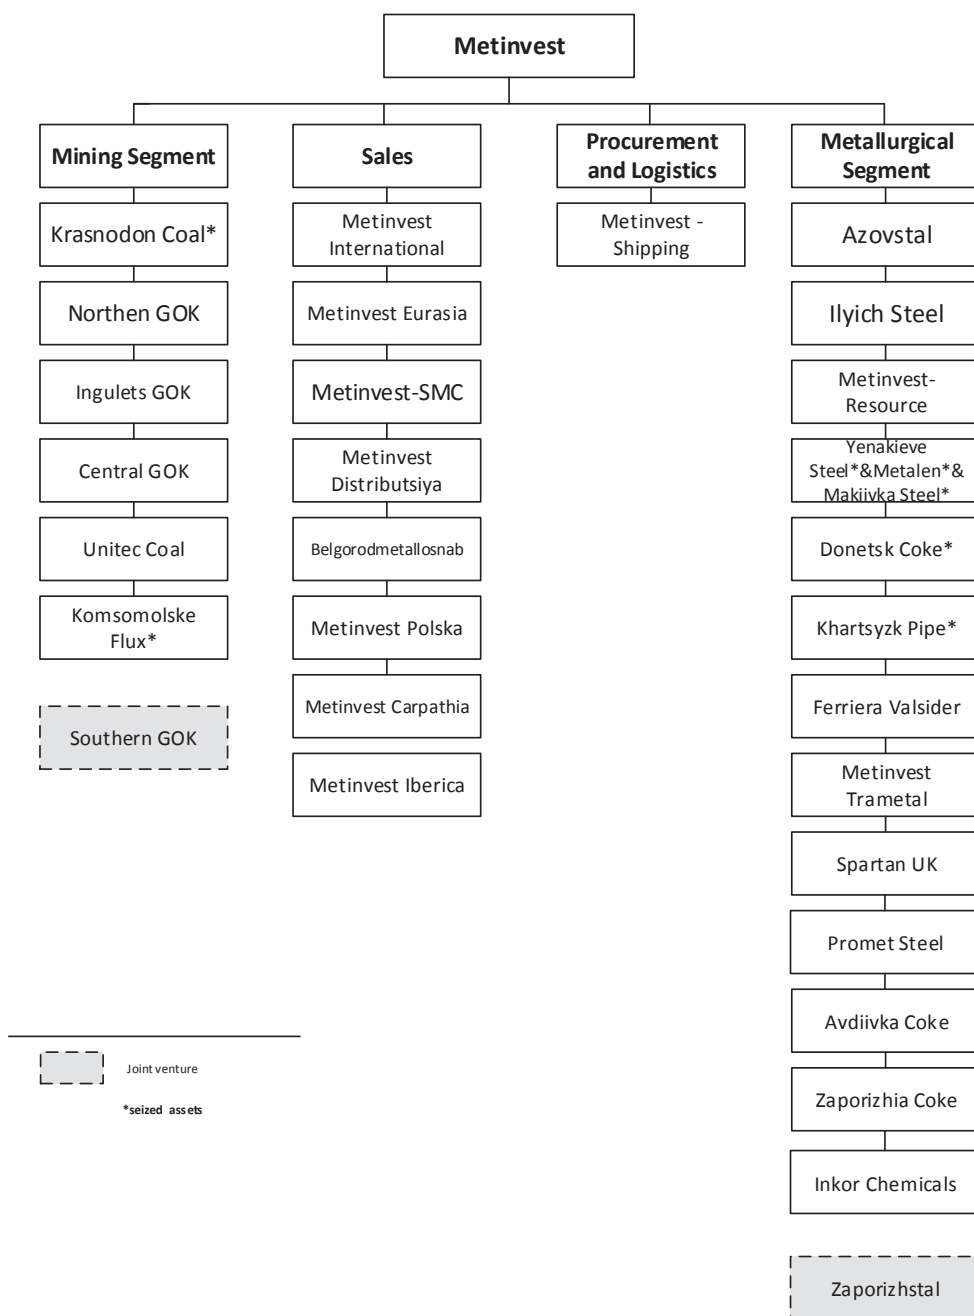 Metinvest
Mining Segment
Krasnodon Coal*
Northen GOK
Ingulets GOK
Central GOK
Unitec Coal
Komsomolske
Flux*
Southern GOK
Sales
Metinvest
International
Metinvest Eurasia
Metinvest-SMC
Metinvest
Distributsiya
Belgorodmetallosnab
Metinvest Polska
Metinvest Carpathia
Metinvest Iberica
Procurement
and Logistics
Metinvest -
Shipping
Metallurgical
Segment
Azovstal
Ilyich Steel
Metinvest-
Resource
Yenakieve
Steel*&Metalen*&
Makiivka Steel*
Donetsk Coke*
Khartsyzk Pipe*
Ferriera Valsider
Metinvest
Trametal
Spartan UK
Promet Steel
Avdiivka Coke
Zaporizhia Coke
Inkor Chemicals
Zaporizhstal
Joint venture
*seized assets